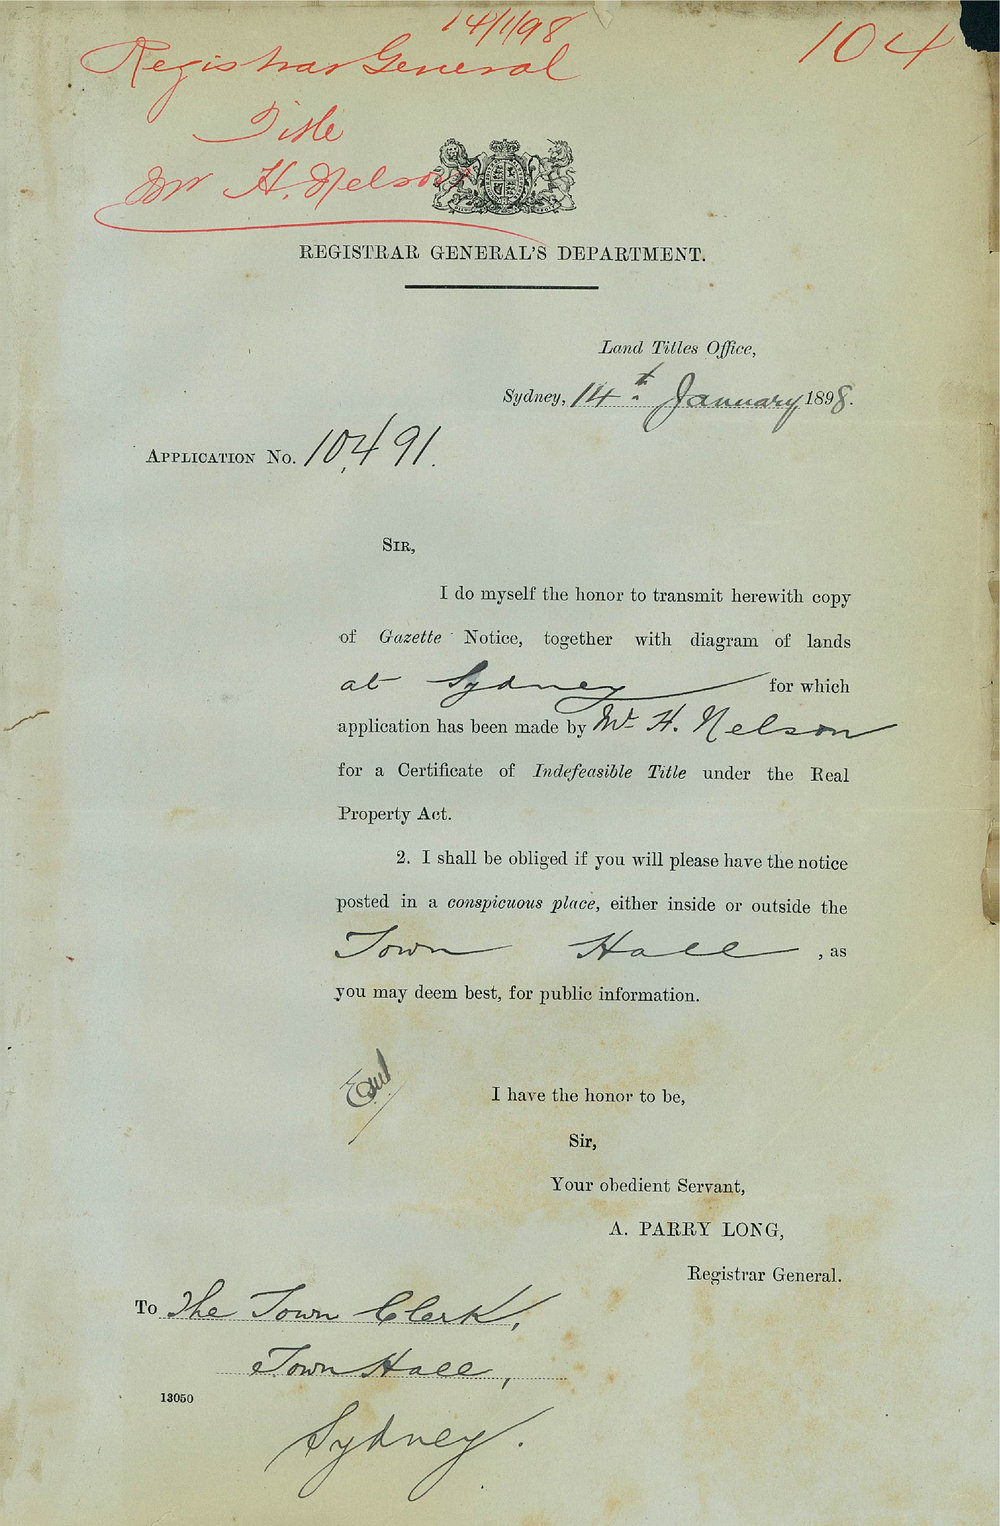 14/1/98
104
Registrar General
Title
Mr H. Nelson
REGISTRAR GENERAL'S DEPARTMENT.
Land Titles Office,
Sydney, 14th January 1898.
APPLICATION No. 10,491.
SIR,
I do myself the honor to transmit herewith copy
of Gazette Notice, together with diagram of lands
at Sydney for which
application has been made by Mr. H. Nelson
for a Certificate of Indefeasible Title under the Real
Property Act.
2. I shall be obliged if you will please have the notice
posted in a conspicuous place, either inside or outside the
Town Hall, as
you may deem best, for public information.
I have the honor to be,
Sir,
Your obedient Servant,
A. PARRY LONG,
Registrar General.
To The Town Clerk,
Town Hall,
13050
Sydney.